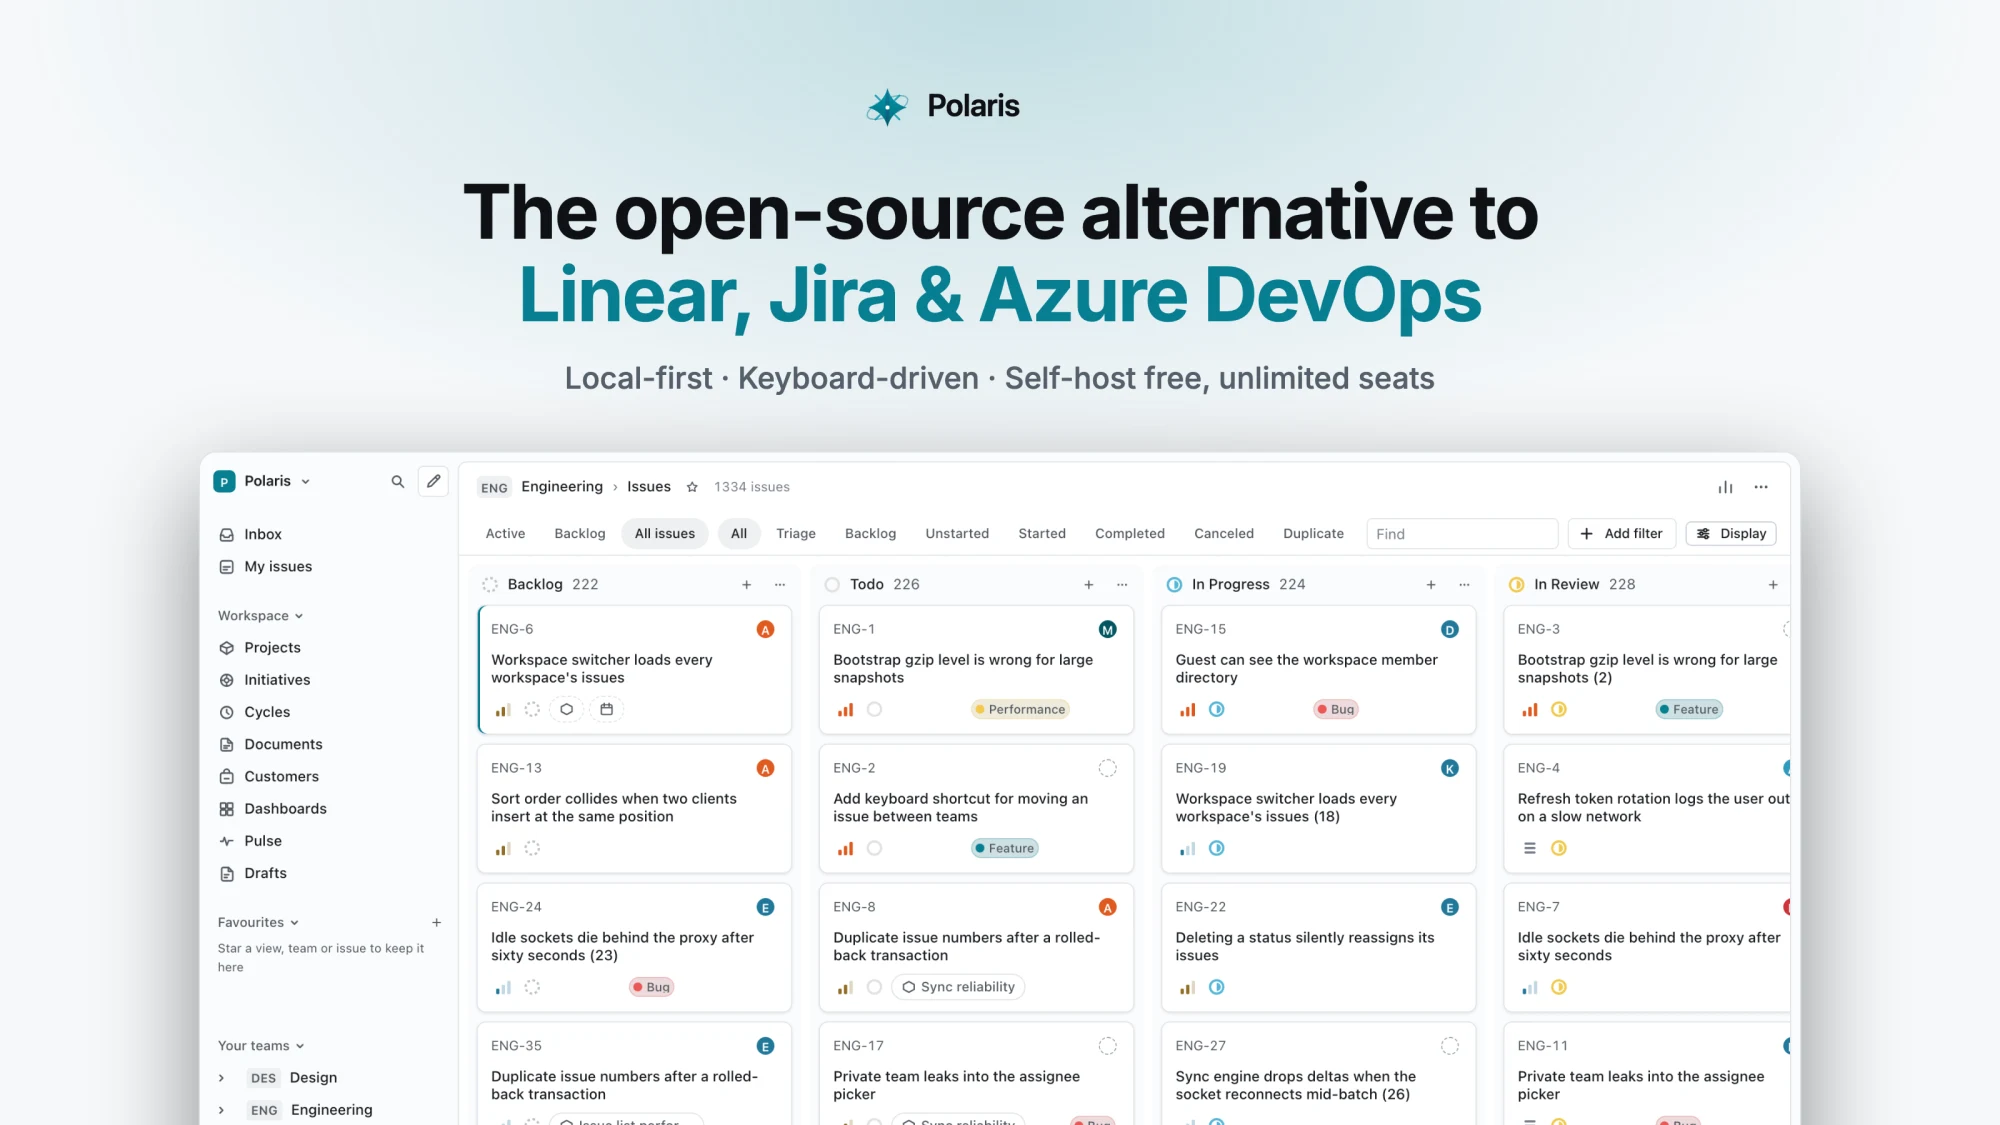 Polaris
The open-source alternative to
Linear, Jira & Azure DevOps
Local-first · Keyboard-driven · Self-host free, unlimited seats
P Polaris
Inbox
My issues
Workspace
Projects
Initiatives
Cycles
Documents
Customers
Dashboards
Pulse
Drafts
Favourites
Star a view, team or issue to keep it
here
Your teams
DES Design
ENG Engineering
ENG Engineering › Issues 1334 issues
Active Backlog All issues All Triage Backlog Unstarted Started Completed Canceled Duplicate Find Add filter Display
Backlog 222
ENG-6 A
Workspace switcher loads every
workspace's issues
ENG-13 A
Sort order collides when two clients
insert at the same position
ENG-24 E
Idle sockets die behind the proxy after
sixty seconds (23)
Bug
ENG-35 E
Duplicate issue numbers after a rolled-
back transaction
Todo 226
ENG-1 M
Bootstrap gzip level is wrong for large
snapshots
Performance
ENG-2
Add keyboard shortcut for moving an
issue between teams
Feature
ENG-8 A
Duplicate issue numbers after a rolled-
back transaction
Sync reliability
ENG-17
Private team leaks into the assignee
picker
Sync reliability Bug
In Progress 224
ENG-15 D
Guest can see the workspace member
directory
Bug
ENG-19 K
Workspace switcher loads every
workspace's issues (18)
ENG-22 E
Deleting a status silently reassigns its
issues
ENG-27
Sync engine drops deltas when the
socket reconnects mid-batch (26)
In Review 228
ENG-3
Bootstrap gzip level is wrong for large
snapshots (2)
Feature
ENG-4
Refresh token rotation logs the user out
on a slow network
ENG-7
Idle sockets die behind the proxy after
sixty seconds
ENG-11
Private team leaks into the assignee
picker
Bug